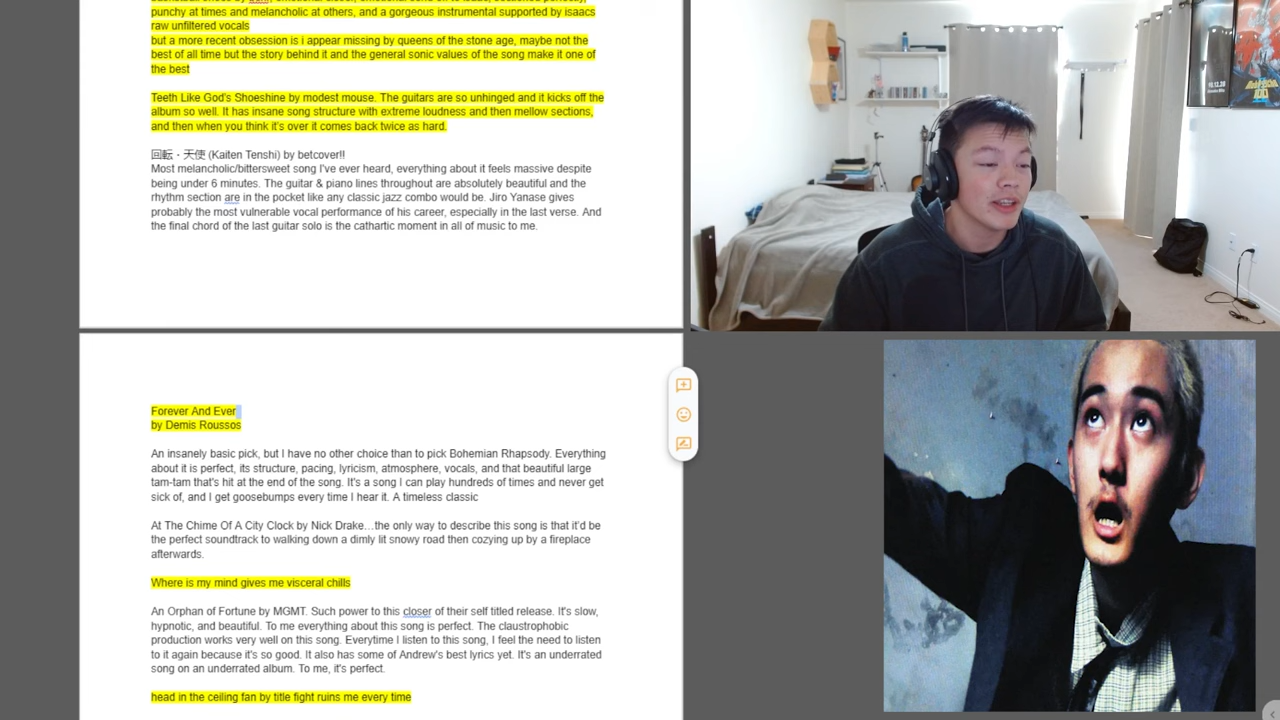 punchy at times and melancholic at others, and a gorgeous instrumental supported by isaacs
raw unfiltered vocals
but a more recent obsession is i appear missing by queens of the stone age, maybe not the
best of all time but the story behind it and the general sonic values of the song make it one of
the best
Teeth Like God's Shoeshine by modest mouse. The guitars are so unhinged and it kicks off the
album so well. It has insane song structure with extreme loudness and then mellow sections,
and then when you think it's over it comes back twice as hard.
回転・天使 (Kaiten Tenshi) by betcover!!
Most melancholic/bittersweet song I've ever heard, everything about it feels massive despite
being under 6 minutes. The guitar & piano lines throughout are absolutely beautiful and the
rhythm section are in the pocket like any classic jazz combo would be. Jiro Yanase gives
probably the most vulnerable vocal performance of his career, especially in the last verse. And
the final chord of the last guitar solo is the cathartic moment in all of music to me.
Forever And Ever
by Demis Roussos
An insanely basic pick, but I have no other choice than to pick Bohemian Rhapsody. Everything
about it is perfect, its structure, pacing, lyricism, atmosphere, vocals, and that beautiful large
tam-tam that's hit at the end of the song. It's a song I can play hundreds of times and never get
sick of, and I get goosebumps every time I hear it. A timeless classic
At The Chime Of A City Clock by Nick Drake…the only way to describe this song is that it'd be
the perfect soundtrack to walking down a dimly lit snowy road then cozying up by a fireplace
afterwards.
Where is my mind gives me visceral chills
An Orphan of Fortune by MGMT. Such power to this closer of their self titled release. It's slow,
hypnotic, and beautiful. To me everything about this song is perfect. The claustrophobic
production works very well on this song. Everytime I listen to this song, I feel the need to listen
to it again because it's so good. It also has some of Andrew's best lyrics yet. It's an underrated
song on an underrated album. To me, it's perfect.
head in the ceiling fan by title fight ruins me every time